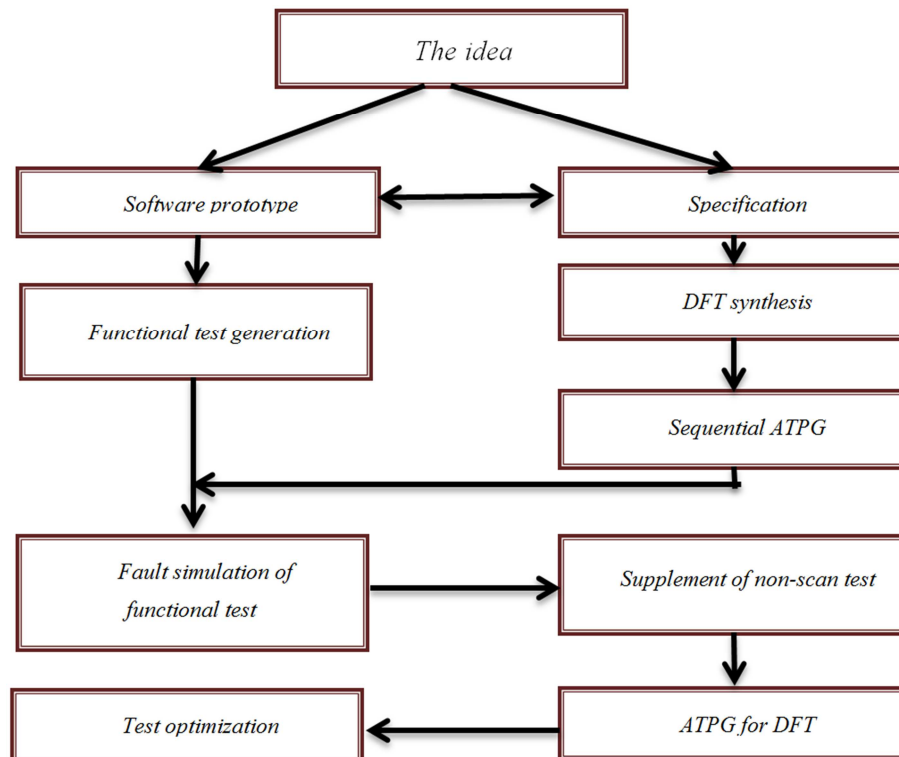 The idea
Software prototype
Specification
Functional test generation
DFT synthesis
Sequential ATPG
Fault simulation of
functional test
Supplement of non-scan test
Test optimization
ATPG for DFT